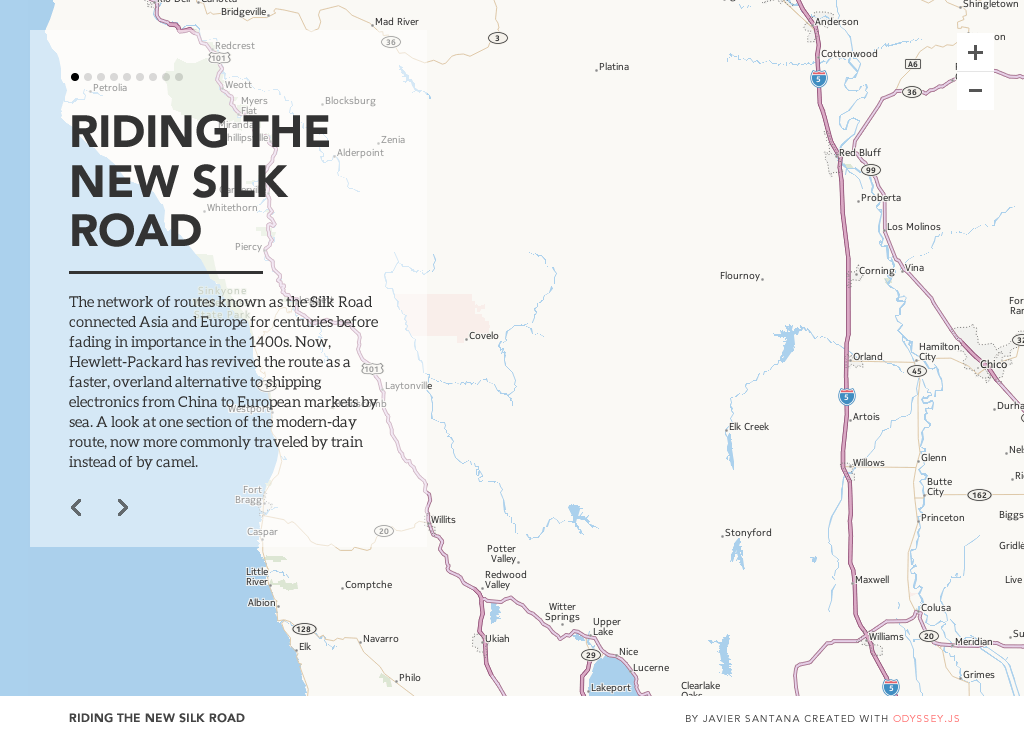 RIDING THE
NEW SILK
ROAD
The network of routes known as the Silk Road
connected Asia and Europe for centuries before
fading in importance in the 1400s. Now,
Hewlett-Packard has revived the route as a
faster, overland alternative to shipping
electronics from China to European markets by
sea. A look at one section of the modern-day
route, now more commonly traveled by train
instead of by camel.
Bridgeville
Mad River
36
3
Redcrest
101
Petrolia
Weott
Myers
Flat
Blocksburg
Zenia
Alderpoint
Whitethorn
Piercy
Sinkyone
State Park
Covelo
101
Laytonville
Westport
Fort
Bragg
Caspar
20
Willits
Little
River
Albion
128
Elk
Comptche
Navarro
Philo
Potter
Valley
Redwood
Valley
Ukiah
Witter
Springs
Upper
Lake
29
Nice
Lucerne
Lakeport
Clearlake
Oaks
Platina
Anderson
Shingletown
Cottonwood
A6
5
36
Red Bluff
99
Proberta
Los Molinos
Flournoy
Corning
Vina
Orland
Hamilton
City
45
Chico
5
Artois
Elk Creek
Willows
Glenn
Butte
City
162
Princeton
Stonyford
Maxwell
Colusa
Williams
20
Meridian
Grimes
5
Live
+
−
RIDING THE NEW SILK ROAD
BY JAVIER SANTANA CREATED WITH ODYSSEY.JS